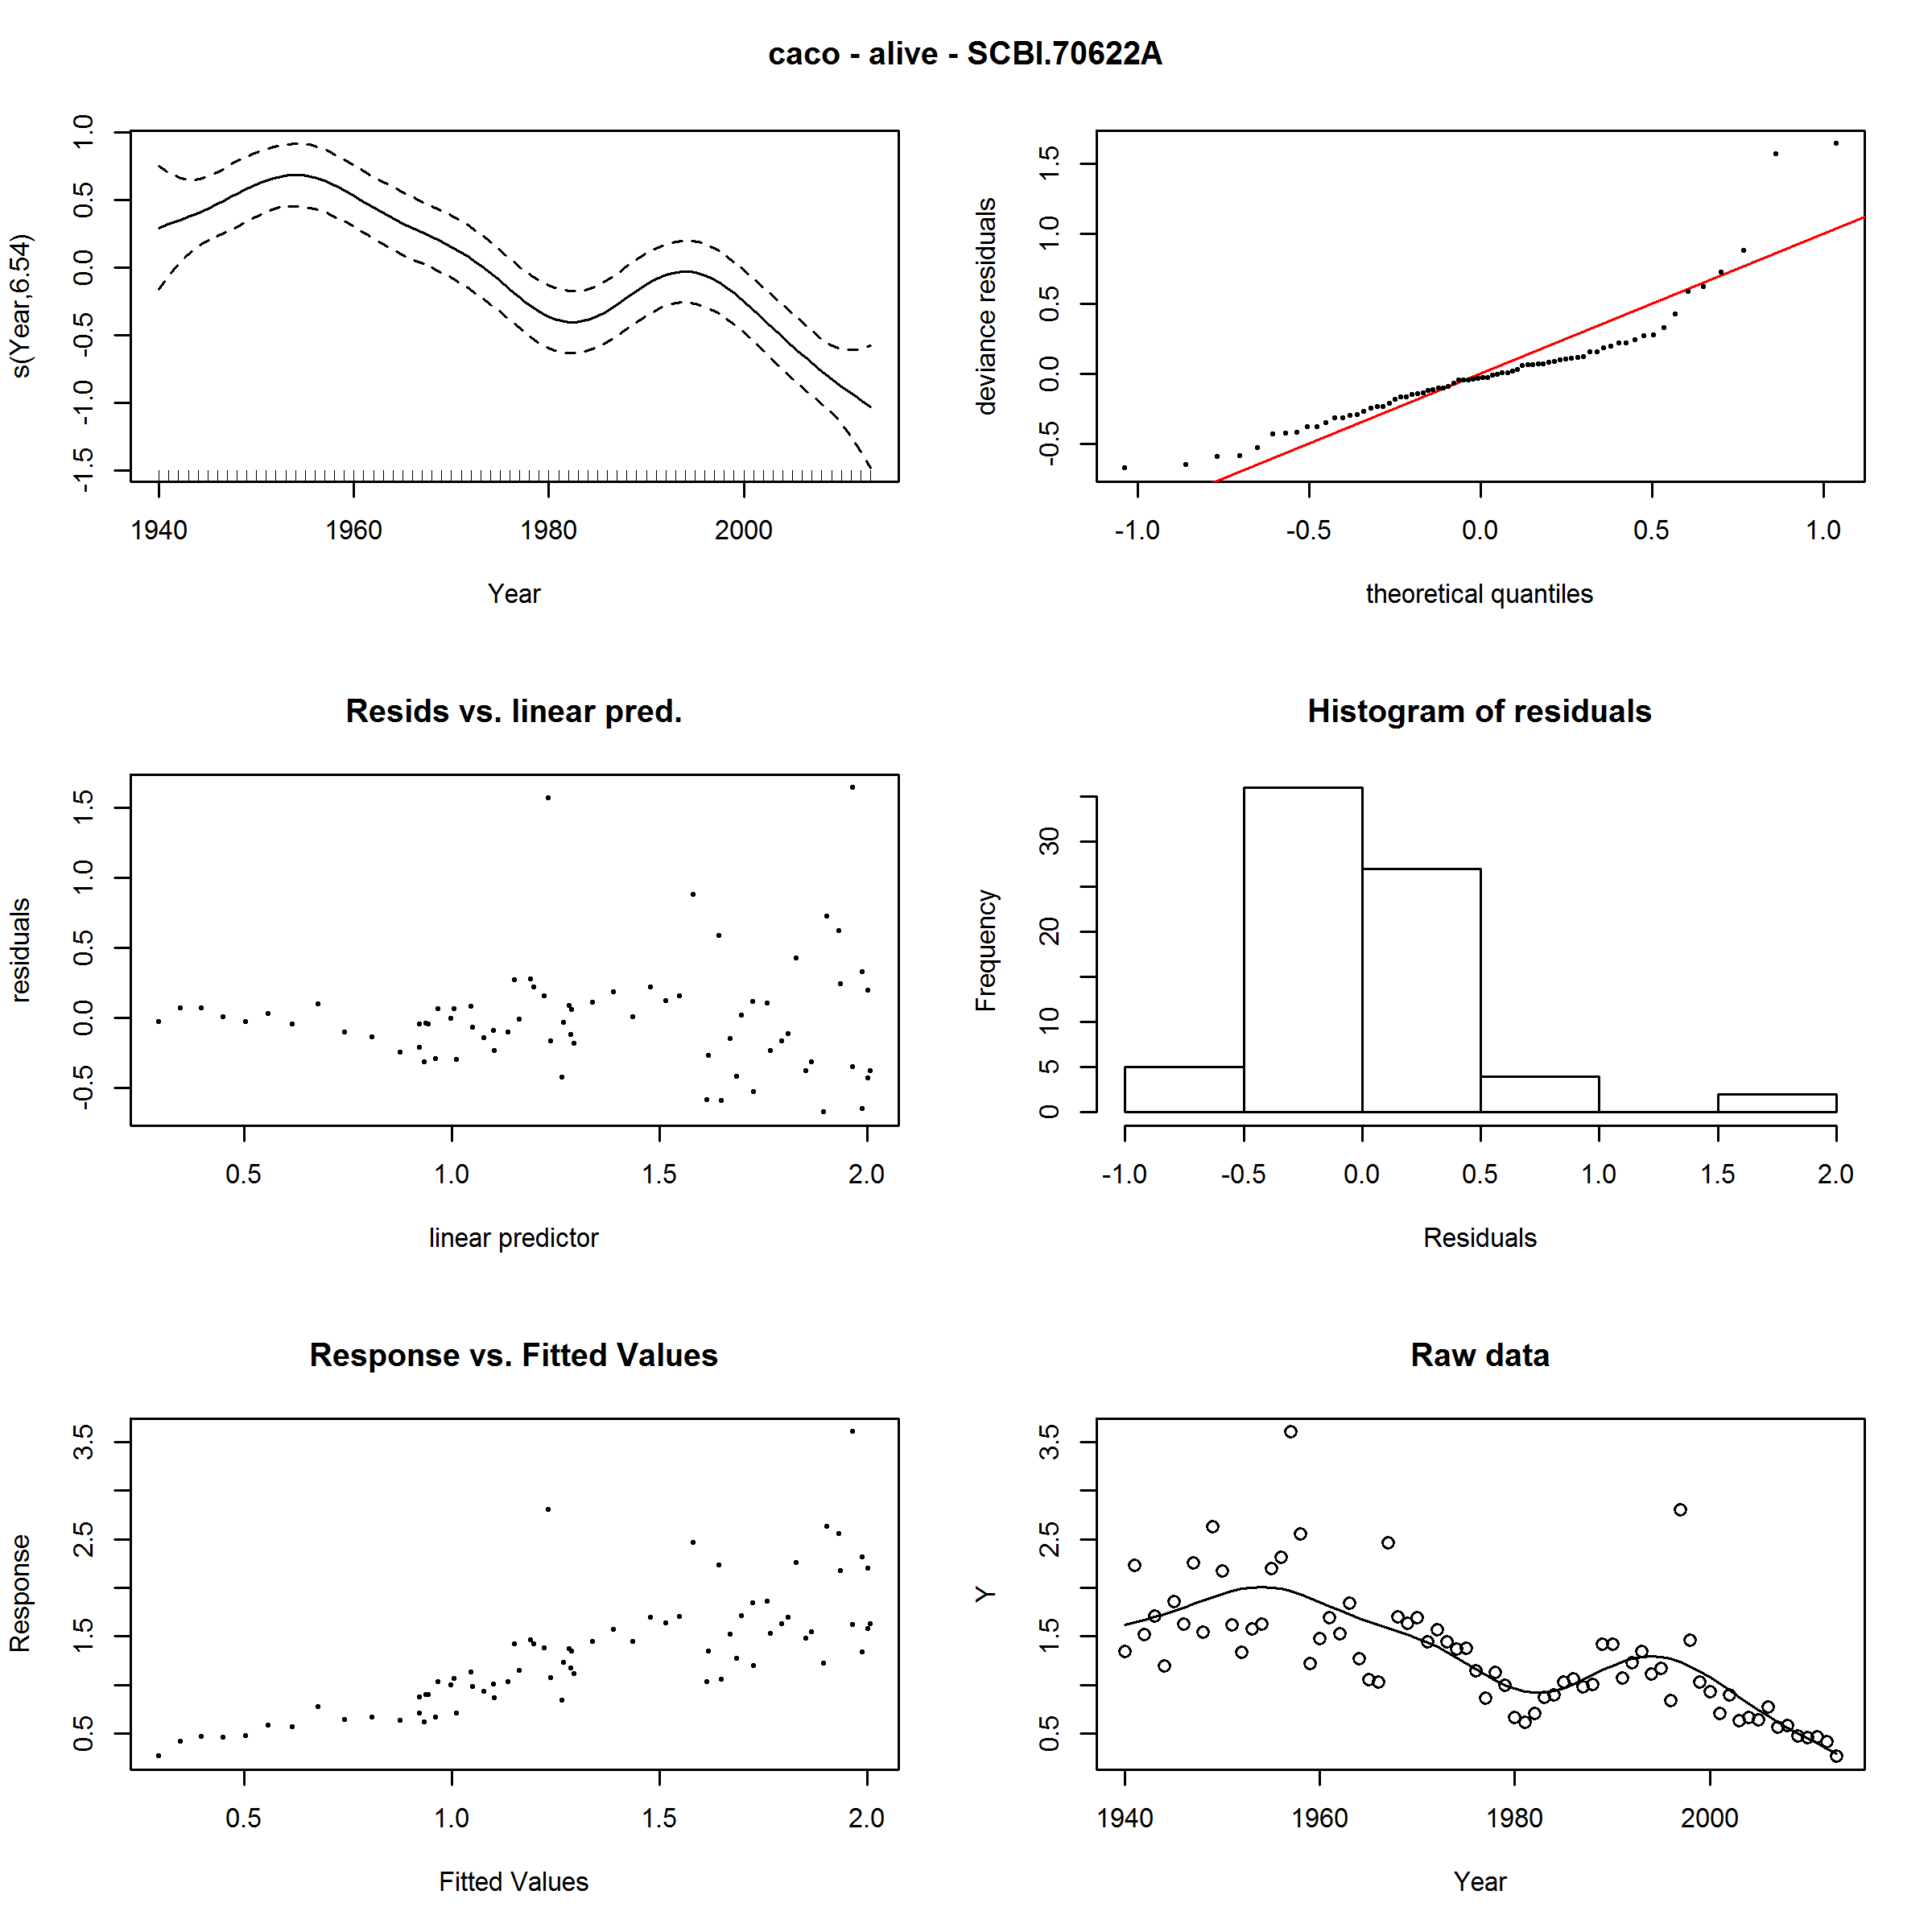 caco - alive - SCBI.70622A
s(Year,6.54)
-1.5 -1.0 -0.5 0.0 0.5 1.0
1940 1960 1980 2000
Year
deviance residuals
-0.5 0.0 0.5 1.0 1.5
-1.0 -0.5 0.0 0.5 1.0
theoretical quantiles
Resids vs. linear pred.
residuals
-0.5 0.0 0.5 1.0 1.5
0.5 1.0 1.5 2.0
linear predictor
Histogram of residuals
Frequency
0 5 10 20 30
-1.0 -0.5 0.0 0.5 1.0 1.5 2.0
Residuals
Response vs. Fitted Values
Response
0.5 1.5 2.5 3.5
0.5 1.0 1.5 2.0
Fitted Values
Raw data
Y
0.5 1.5 2.5 3.5
1940 1960 1980 2000
Year